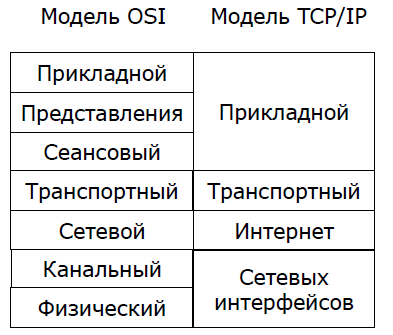 Модель OSI
Модель TCP/IP
Прикладной
Представления
Сеансовый
Прикладной
Транспортный
Транспортный
Сетевой
Интернет
Канальный
Физический
Сетевых
интерфейсов